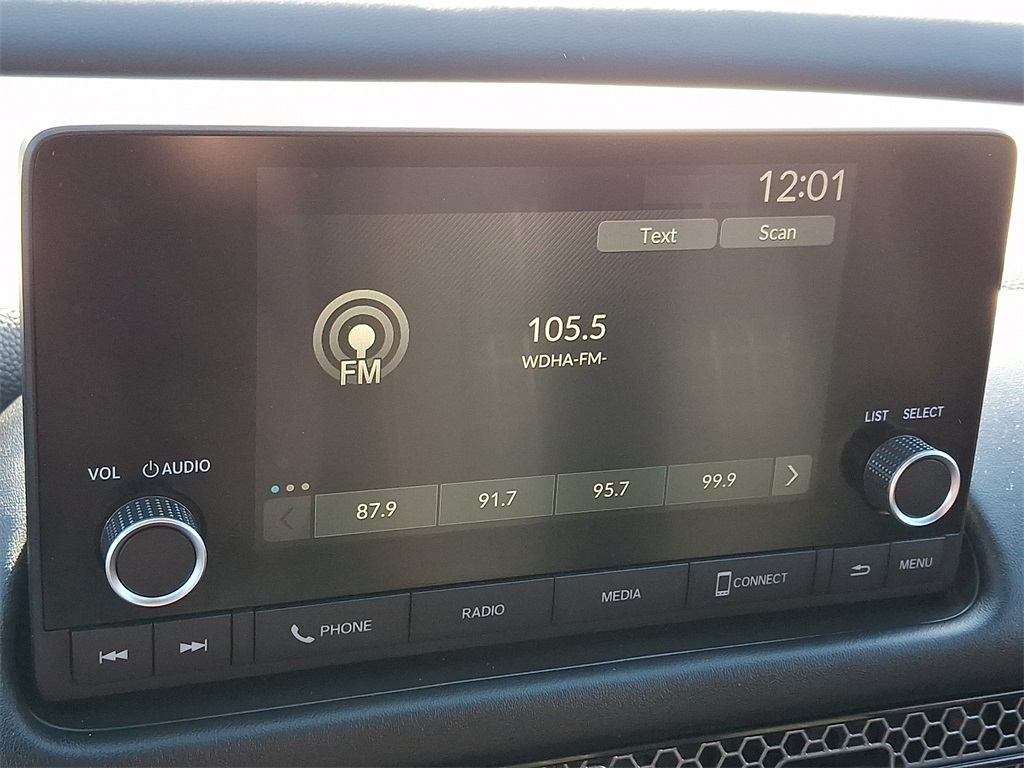 12:01
Text Scan
105.5
FM
WDHA-FM-
LIST SELECT
VOL AUDIO
87.9 91.7 95.7 99.9
PHONE RADIO MEDIA CONNECT MENU